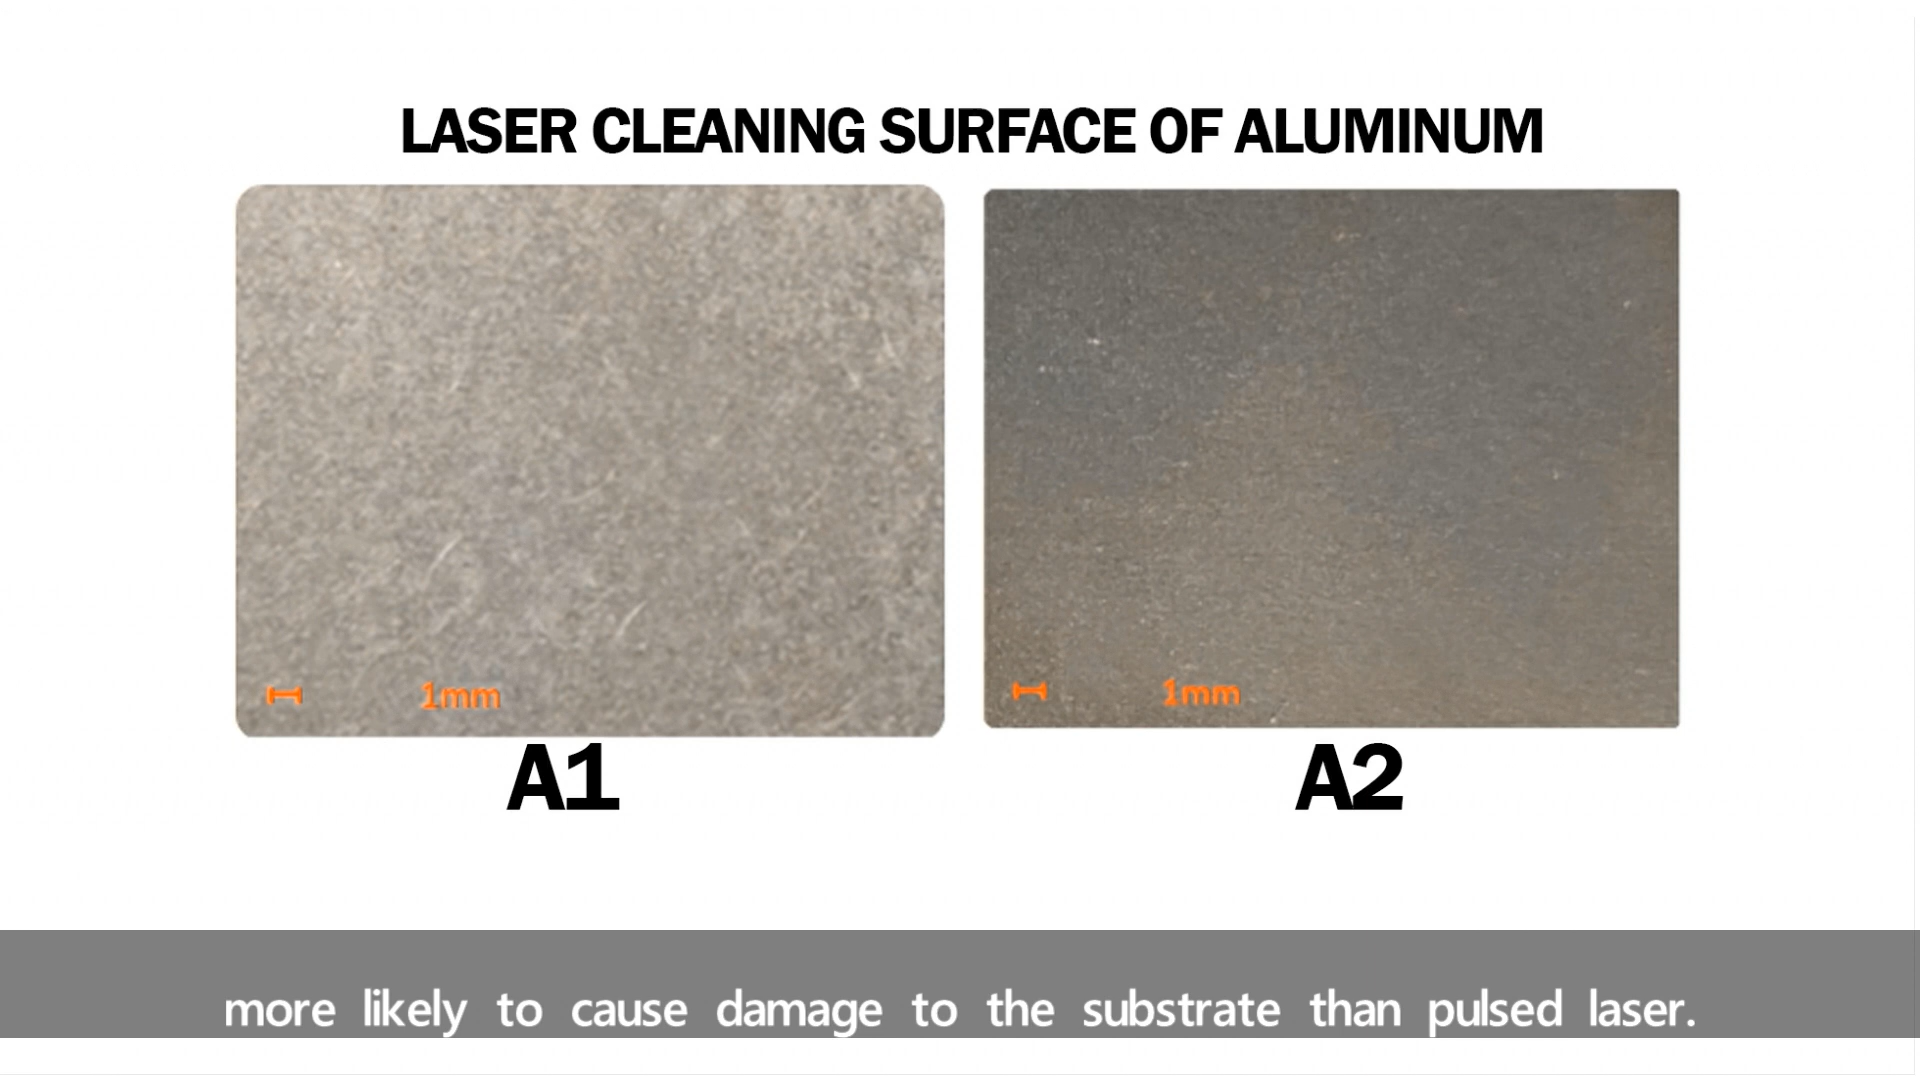 LASER CLEANING SURFACE OF ALUMINUM
1mm
1mm
A1
A2
more likely to cause damage to the substrate than pulsed laser.